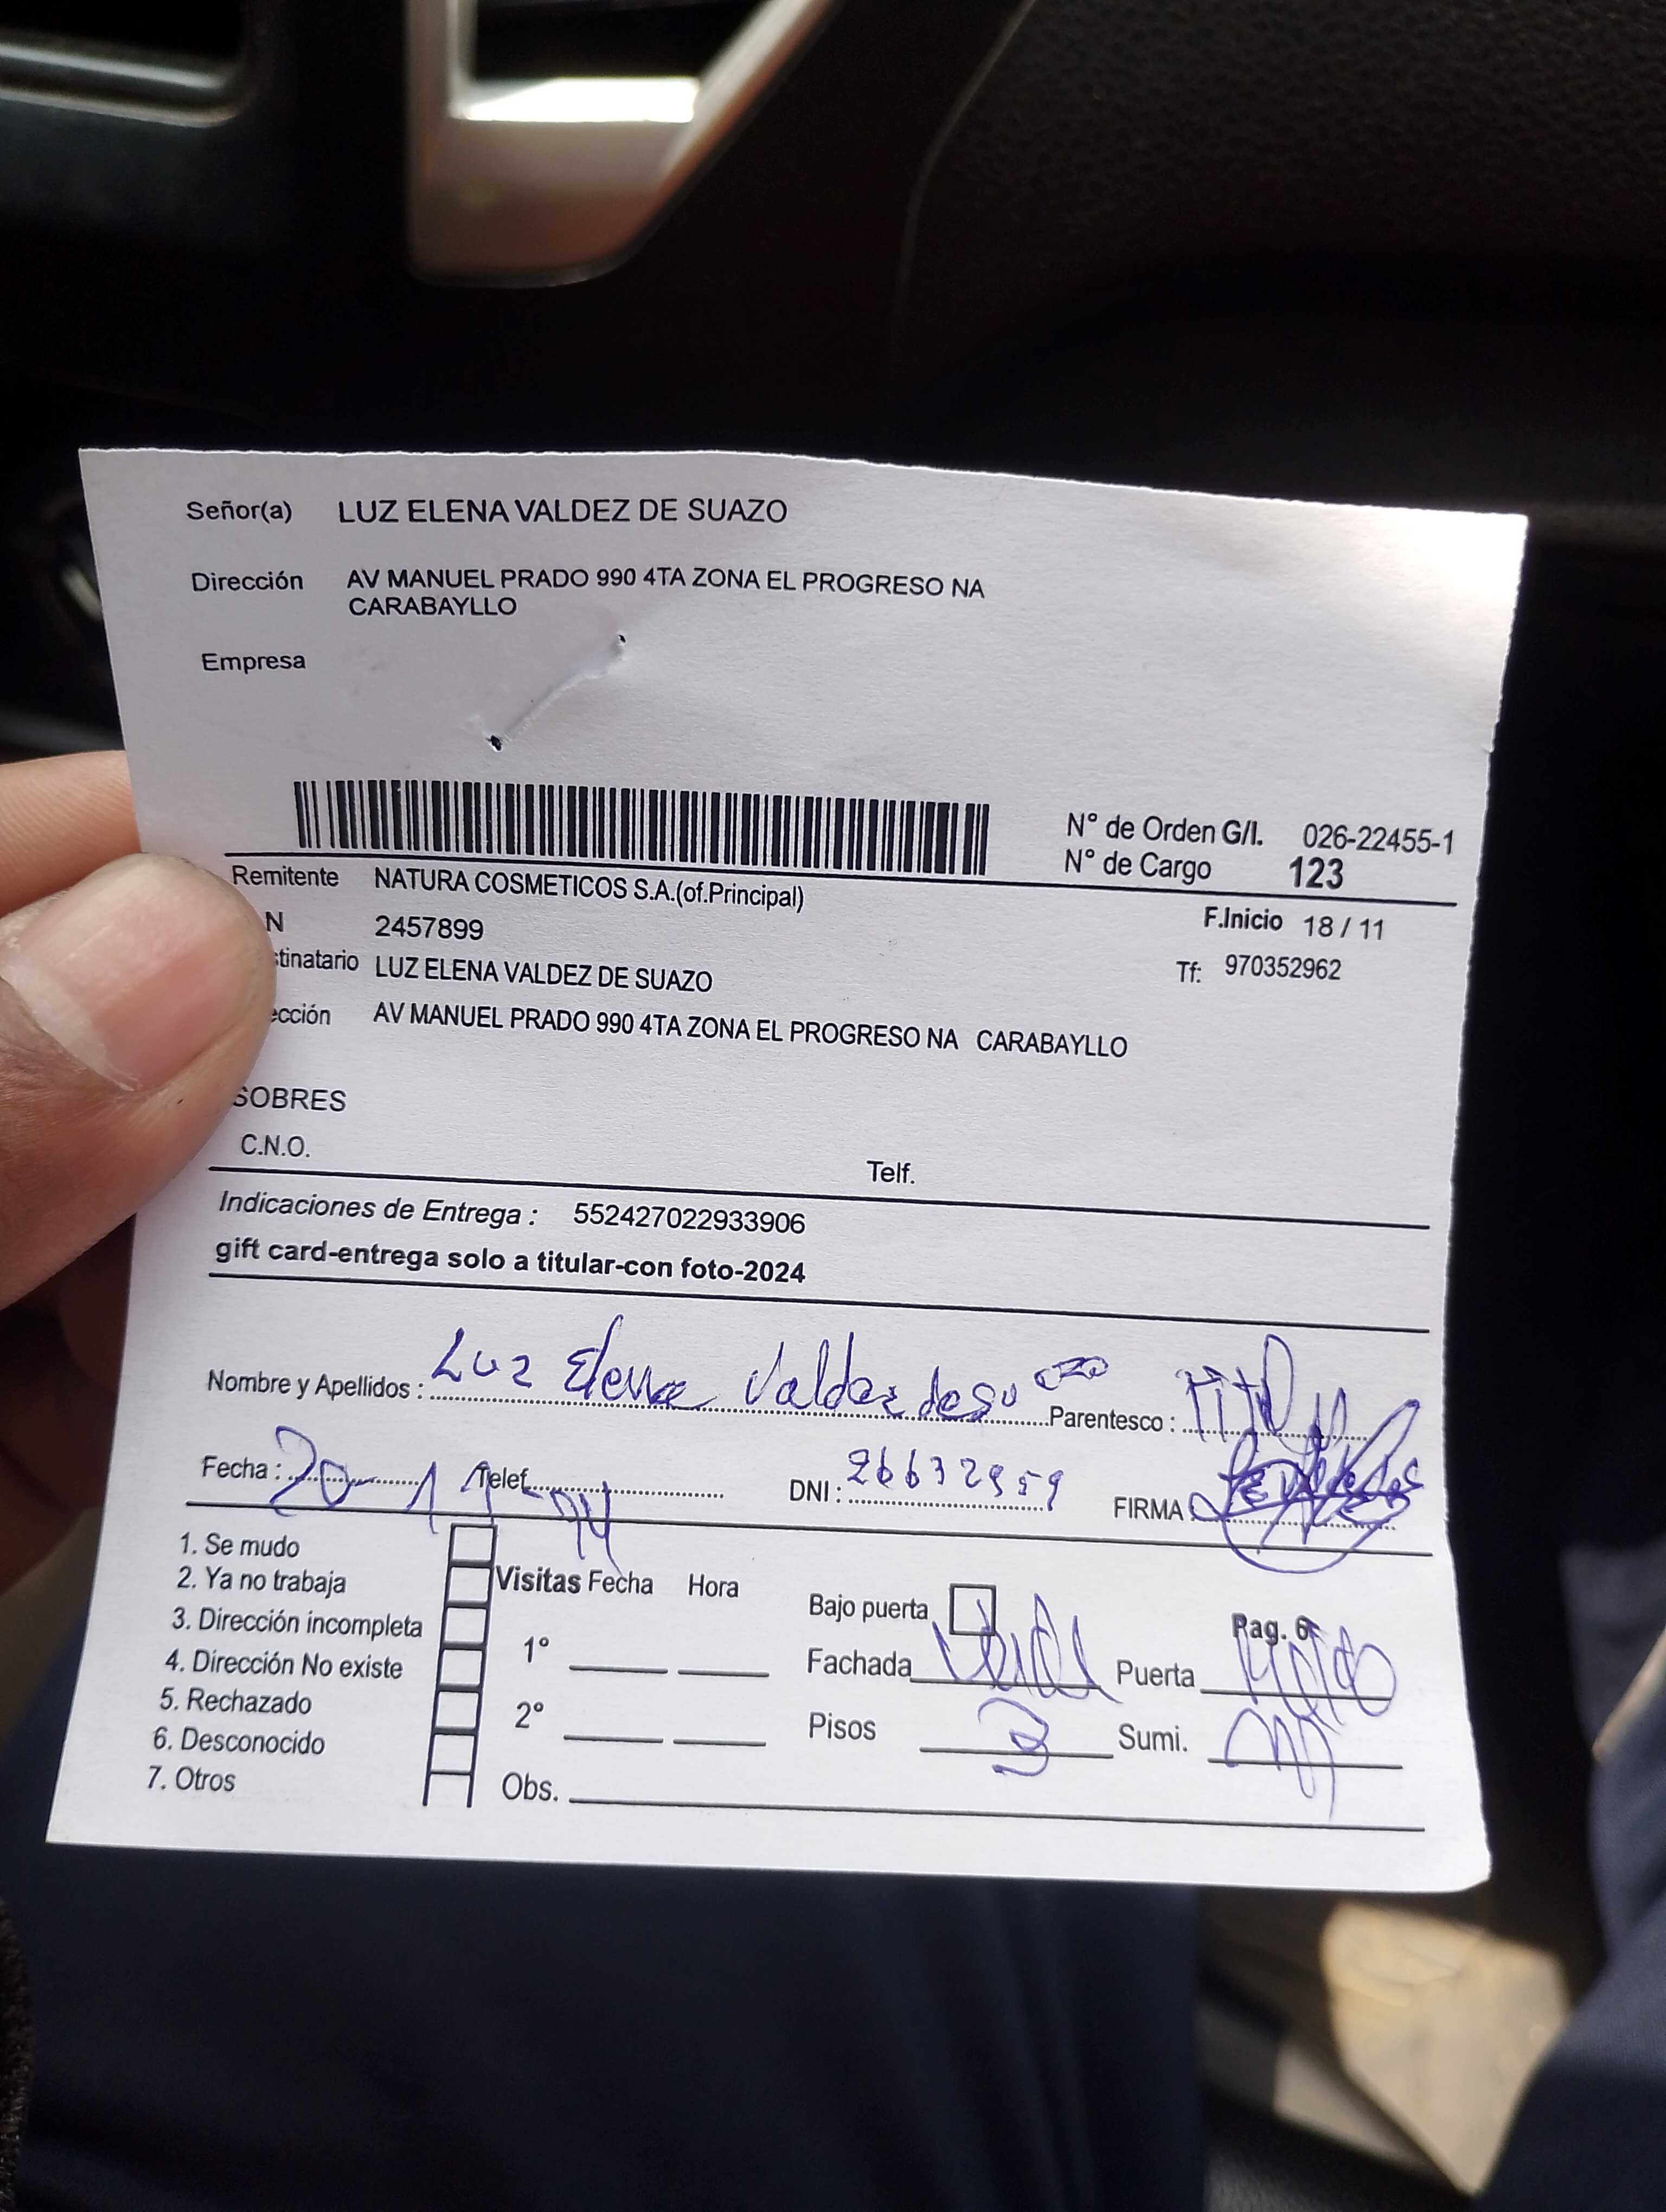 Señor(a) LUZ ELENA VALDEZ DE SUAZO
Dirección AV MANUEL PRADO 990 4TA ZONA EL PROGRESO NA
CARABAYLLO
Empresa
N° de Orden G/I. 026-22455-1
N° de Cargo 123
Remitente NATURA COSMETICOS S.A.(of.Principal)
F.Inicio 18 / 11
N 2457899
Tf: 970352962
stinatario LUZ ELENA VALDEZ DE SUAZO
ección AV MANUEL PRADO 990 4TA ZONA EL PROGRESO NA CARABAYLLO
SOBRES
C.N.O.
Telf.
Indicaciones de Entrega : 552427022933906
gift card-entrega solo a titular-con foto-2024
Nombre y Apellidos : Luz Elena Valdez de Suazo Parentesco :
Fecha : 20- Telef. DNI : 26632959 FIRMA
1. Se mudo
2. Ya no trabaja
3. Dirección incompleta
4. Dirección No existe
5. Rechazado
6. Desconocido
7. Otros
Visitas Fecha Hora
1°
2°
Obs.
Bajo puerta Pag. 6
Fachada Puerta
Pisos 3 Sumi.